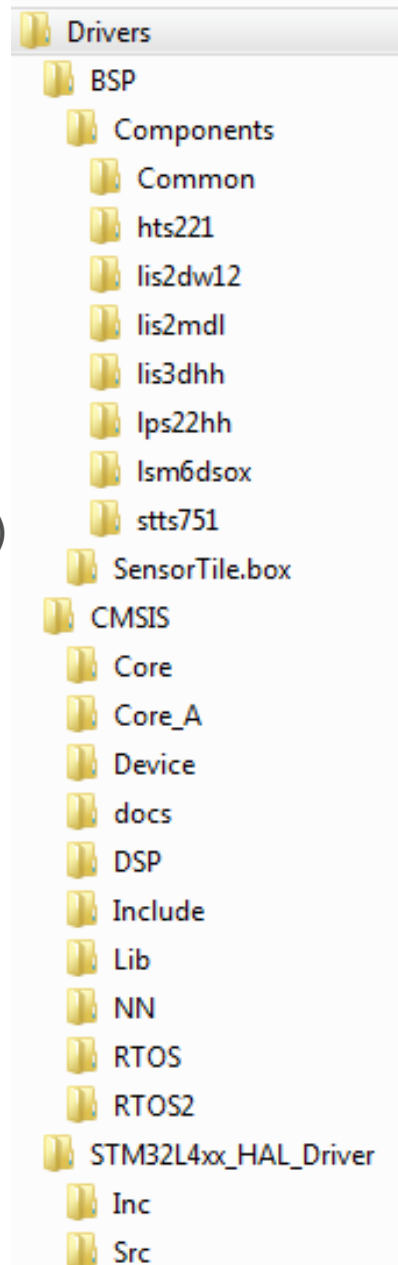 Drivers
BSP
Components
Common
hts221
lis2dw12
lis2mdl
lis3dhh
lps22hh
lsm6dsox
stts751
SensorTile.box
CMSIS
Core
Core_A
Device
docs
DSP
Include
Lib
NN
RTOS
RTOS2
STM32L4xx_HAL_Driver
Inc
Src